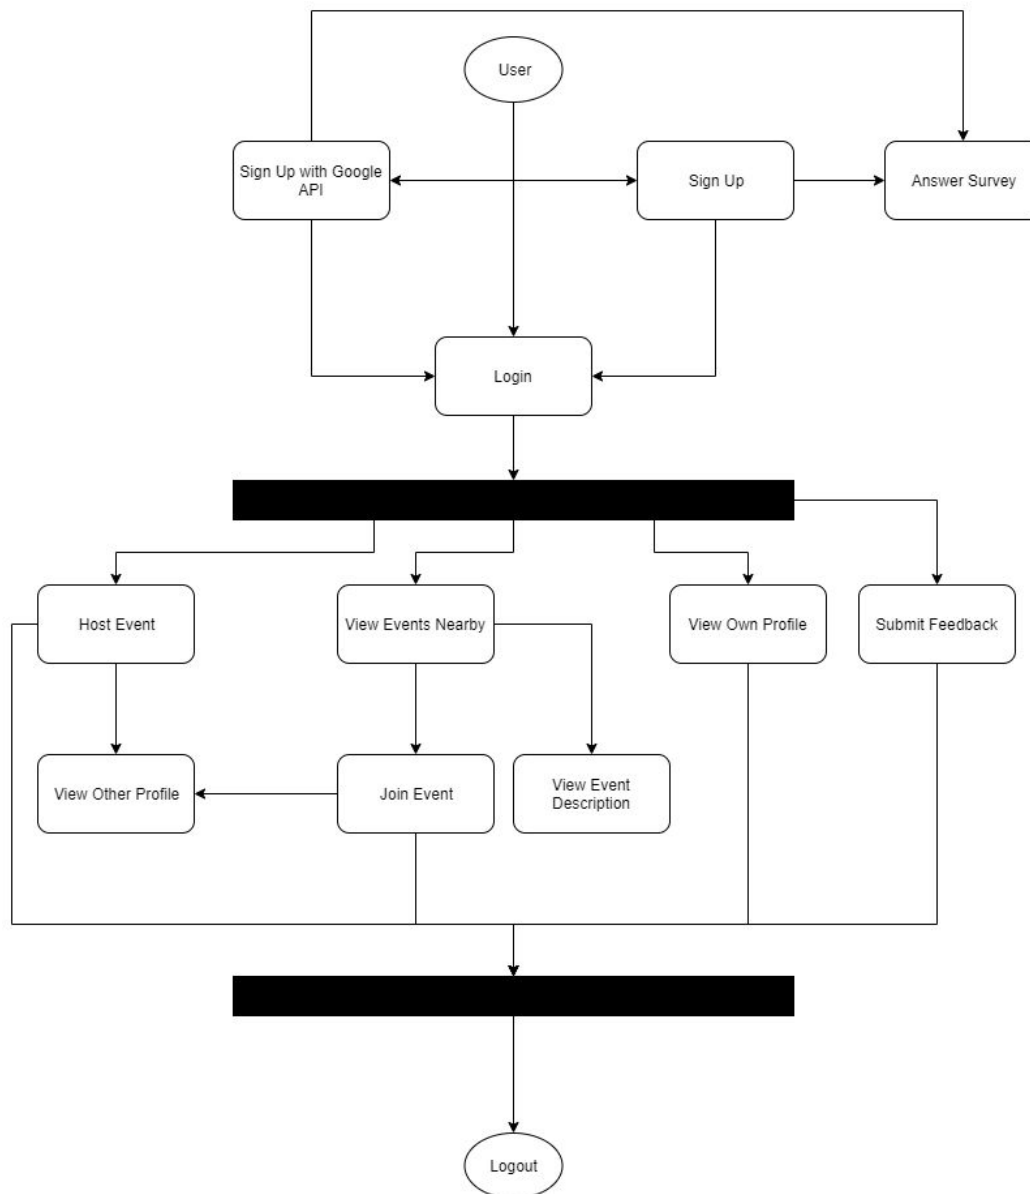 User
Sign Up with Google
API
Sign Up
Answer Survey
Login
Host Event
View Events Nearby
View Own Profile
Submit Feedback
View Other Profile
Join Event
View Event
Description
Logout